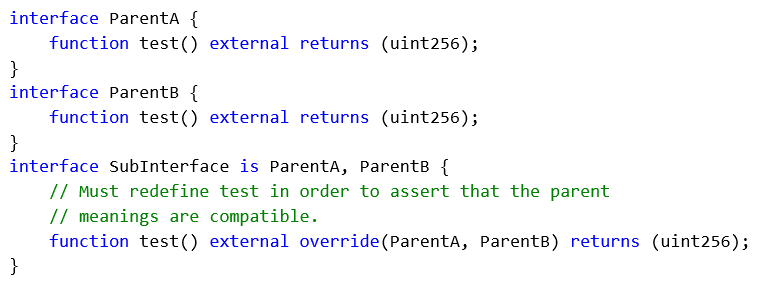 interface ParentA {
    function test() external returns (uint256);
}
interface ParentB {
    function test() external returns (uint256);
}
interface SubInterface is ParentA, ParentB {
    // Must redefine test in order to assert that the parent
    // meanings are compatible.
    function test() external override(ParentA, ParentB) returns (uint256);
}